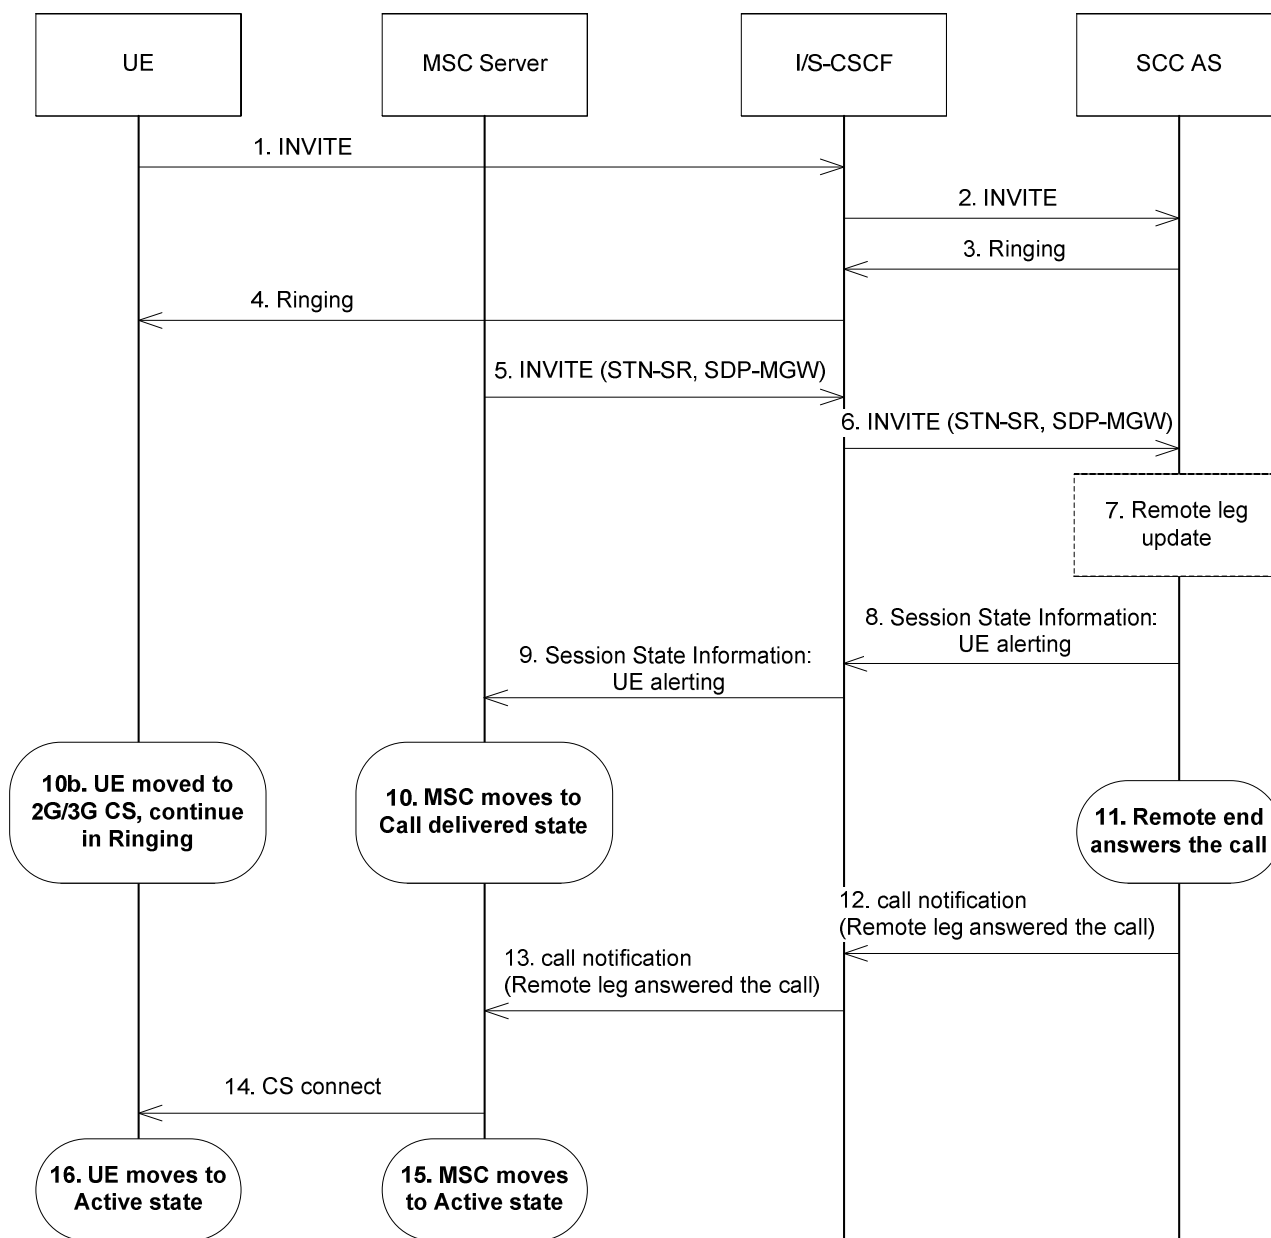 UE
MSC Server
I/S-CSCF
SCC AS
1. INVITE
2. INVITE
3. Ringing
4. Ringing
5. INVITE (STN-SR, SDP-MGW)
6. INVITE (STN-SR, SDP-MGW)
7. Remote leg
update
8. Session State Information:
UE alerting
9. Session State Information:
UE alerting
10b. UE moved to
2G/3G CS, continue
in Ringing
10. MSC moves to
Call delivered state
11. Remote end
answers the call
12. call notification
(Remote leg answered the call)
13. call notification
(Remote leg answered the call)
14. CS connect
16. UE moves to
Active state
15. MSC moves
to Active state